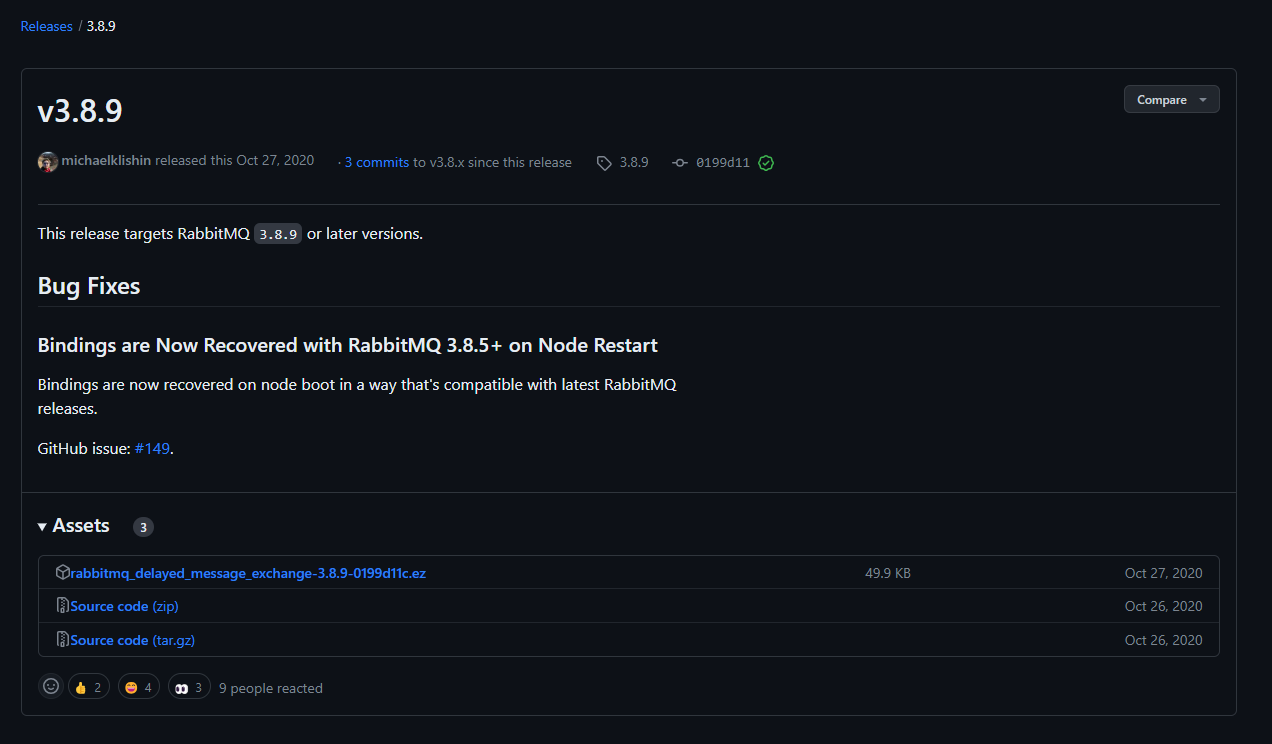 Releases / 3.8.9
v3.8.9
Compare
michaelklishin released this Oct 27, 2020 · 3 commits to v3.8.x since this release 3.8.9 0199d11
This release targets RabbitMQ 3.8.9 or later versions.
Bug Fixes
Bindings are Now Recovered with RabbitMQ 3.8.5+ on Node Restart
Bindings are now recovered on node boot in a way that's compatible with latest RabbitMQ
releases.
GitHub issue: #149.
Assets 3
rabbitmq_delayed_message_exchange-3.8.9-0199d11c.ez 49.9 KB Oct 27, 2020
Source code (zip) Oct 26, 2020
Source code (tar.gz) Oct 26, 2020
2 4 3 9 people reacted